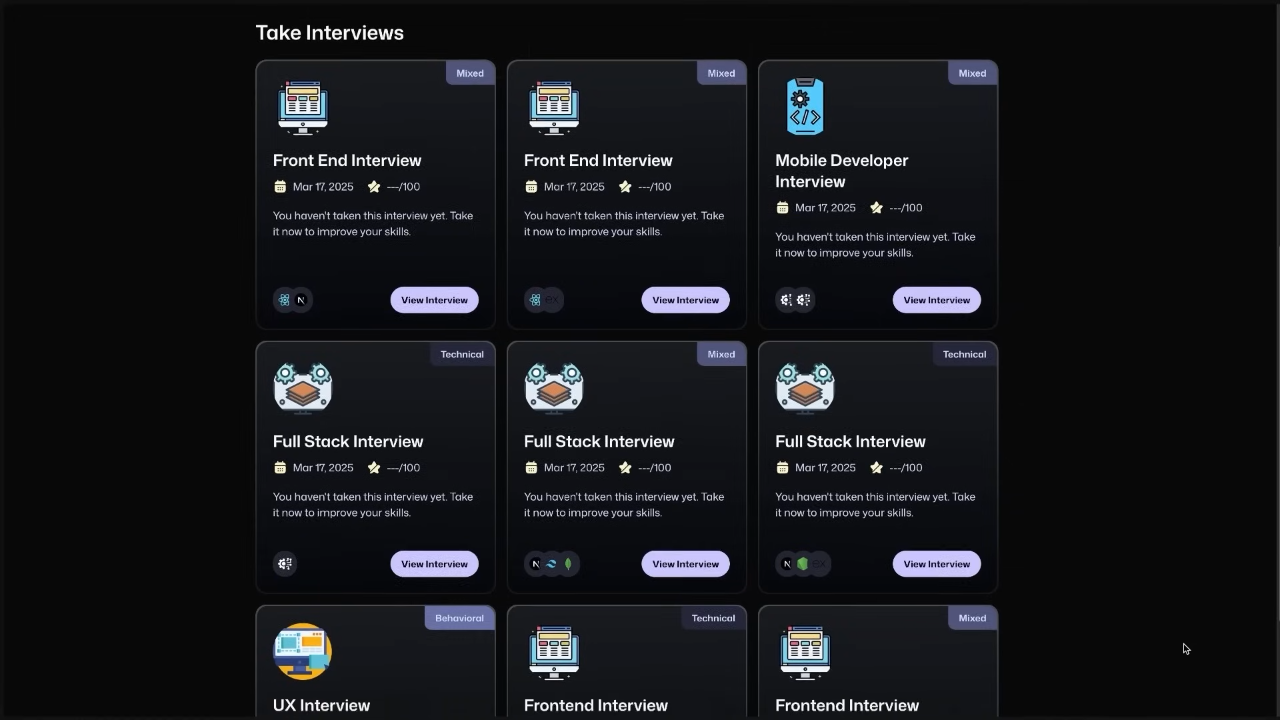 Take Interviews
Mixed
Front End Interview
Mar 17, 2025 ---/100
You haven't taken this interview yet. Take
it now to improve your skills.
N
View Interview
Mixed
Front End Interview
Mar 17, 2025 ---/100
You haven't taken this interview yet. Take
it now to improve your skills.
ex
View Interview
Mixed
Mobile Developer
Interview
Mar 17, 2025 ---/100
You haven't taken this interview yet. Take
it now to improve your skills.
View Interview
Technical
Full Stack Interview
Mar 17, 2025 ---/100
You haven't taken this interview yet. Take
it now to improve your skills.
View Interview
Mixed
Full Stack Interview
Mar 17, 2025 ---/100
You haven't taken this interview yet. Take
it now to improve your skills.
N
View Interview
Technical
Full Stack Interview
Mar 17, 2025 ---/100
You haven't taken this interview yet. Take
it now to improve your skills.
N ex
View Interview
Behavioral
UX Interview
Technical
Frontend Interview
Mixed
Frontend Interview